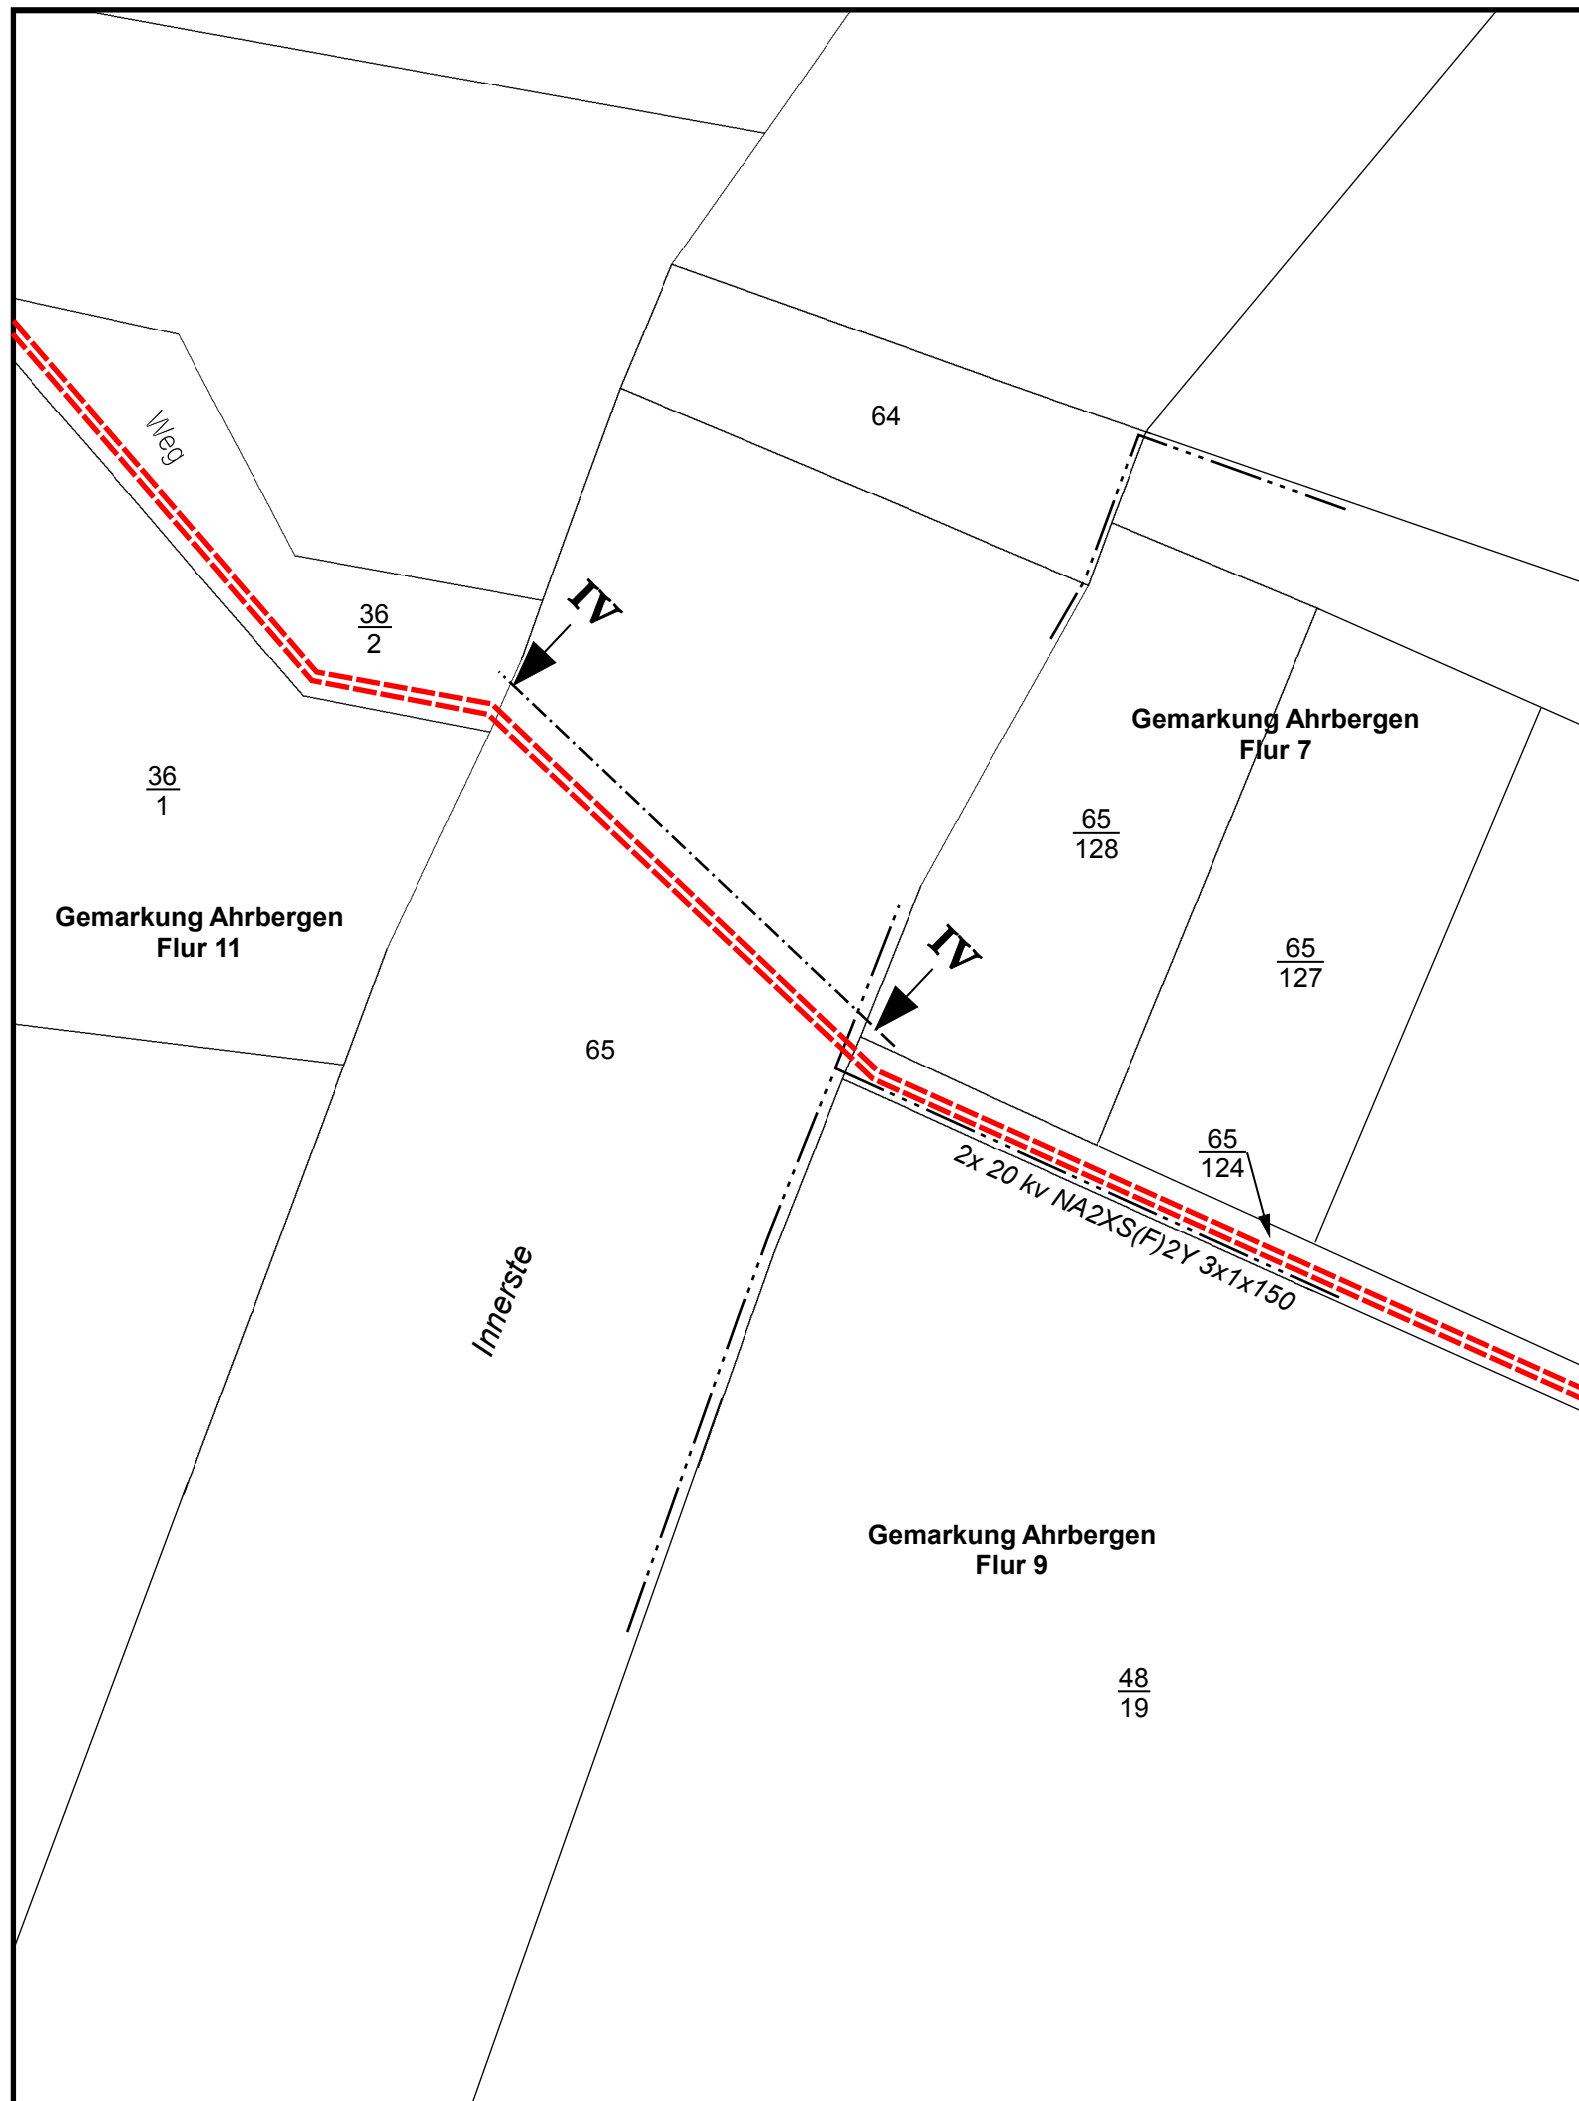 64
Weg
IV
36
2
Gemarkung Ahrbergen
Flur 7
36
1
65
128
Gemarkung Ahrbergen
Flur 11
IV
65
127
65
65
124
2x 20 kv NA2XS(F)2Y 3x1x150
Innerste
Gemarkung Ahrbergen
Flur 9
48
19